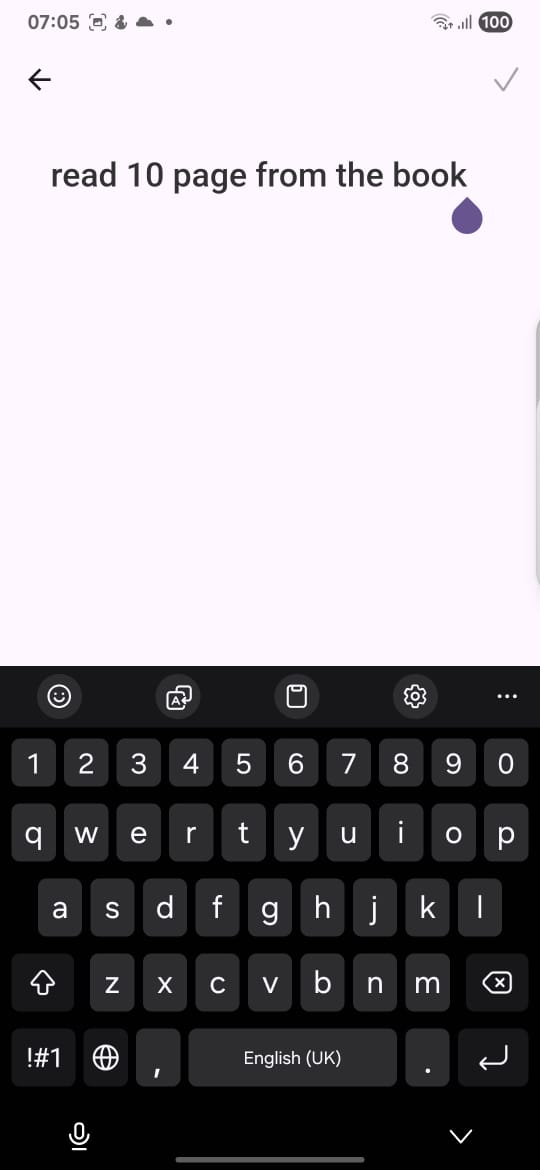 07:05
100
read 10 page from the book
1 2 3 4 5 6 7 8 9 0
q w e r t y u i o p
a s d f g h j k l
z x c v b n m
!#1 , English (UK) .